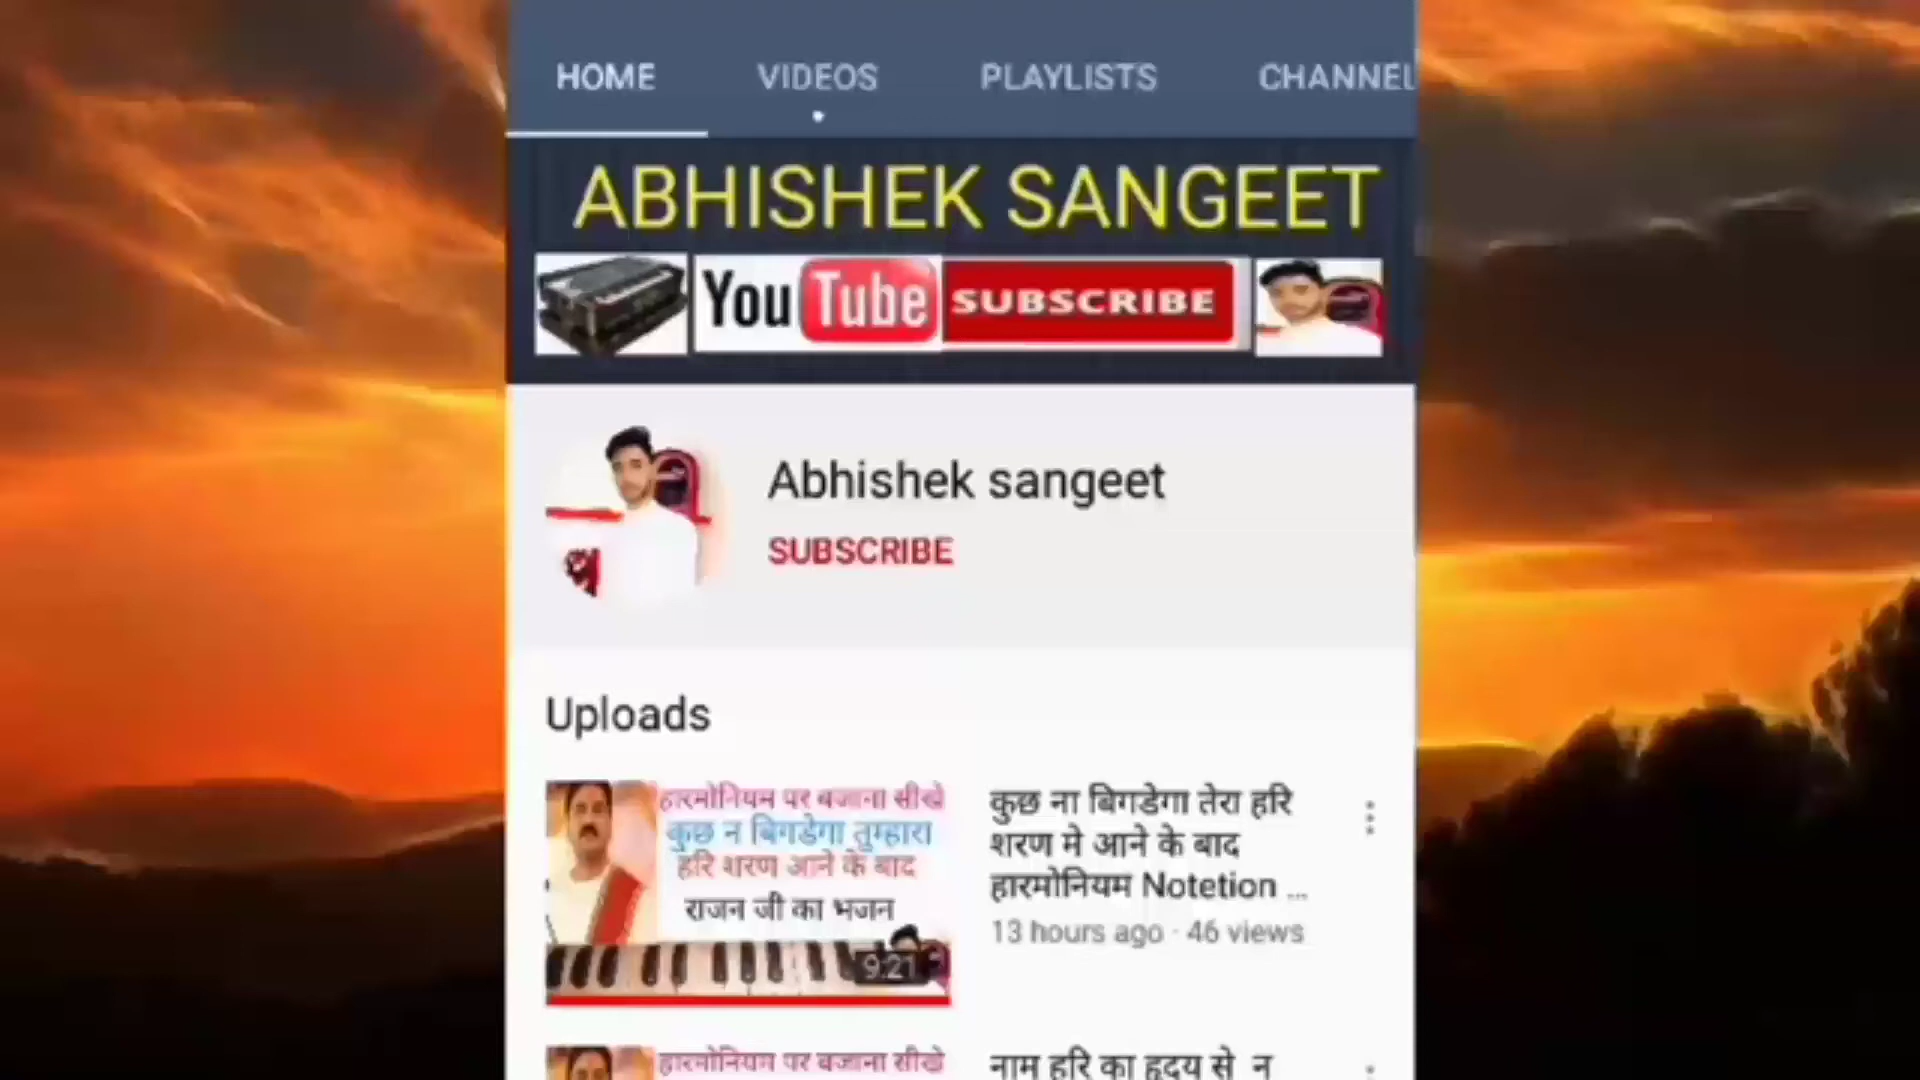 HOME VIDEOS PLAYLISTS CHANNEL
ABHISHEK SANGEET
YouTube SUBSCRIBE
Abhishek sangeet
SUBSCRIBE
Uploads
हारमोनियम पर बजाना सीखे
कुछ न बिगडेगा तुम्हारा
हरि शरण आने के बाद
राजन जी का भजन
9:21
कुछ ना बिगडेगा तेरा हरि
शरण मे आने के बाद
हारमोनियम Notetion ...
13 hours ago · 46 views
हारमोनियम पर बजाना सीखे
नाम हरि का हृदय से न